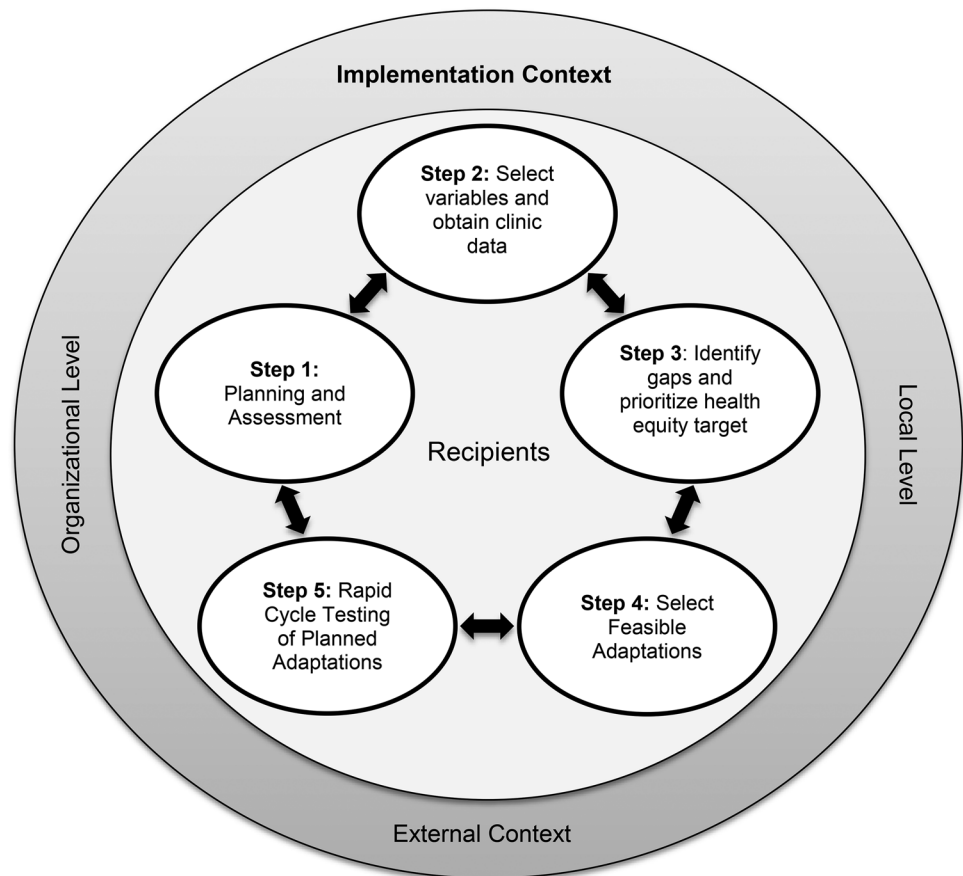 Implementation Context
Step 2: Select
variables and
obtain clinic
data
Step 1:
Planning and
Assessment
Step 3: Identify
gaps and
prioritize health
equity target
Organizational Level
Recipients
Local Level
Step 5: Rapid
Cycle Testing
of Planned
Adaptations
Step 4: Select
Feasible
Adaptations
External Context